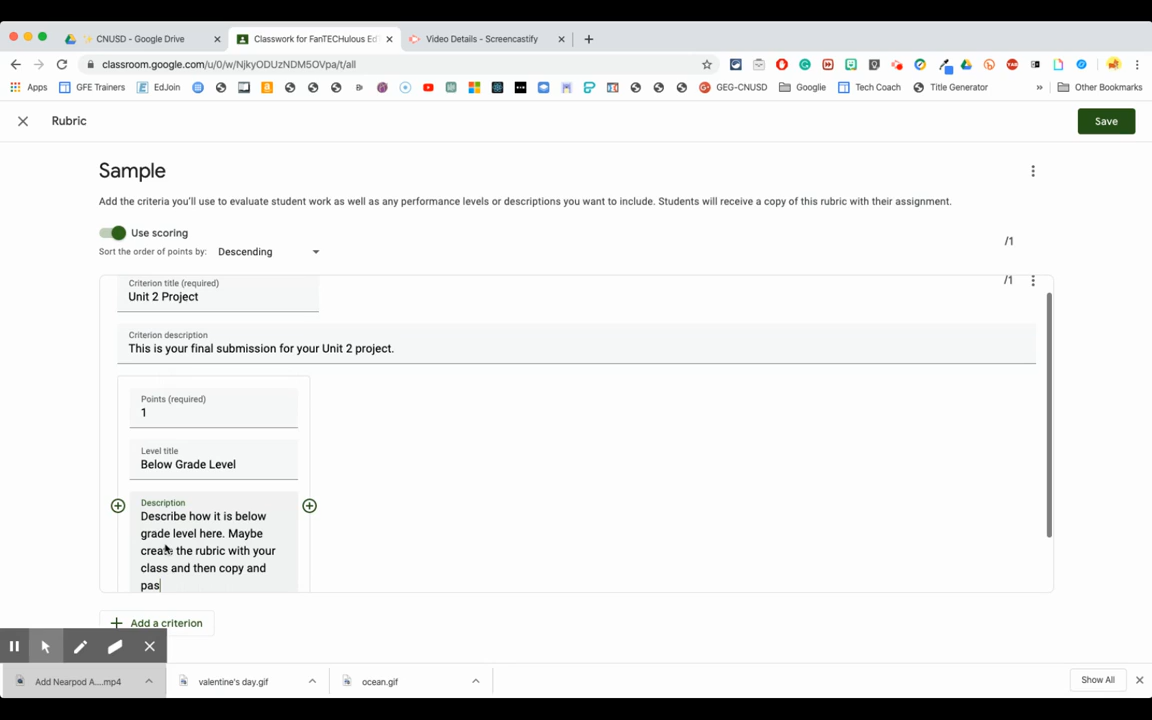 CNUSD - Google Drive
Classwork for FanTECHulous Ed
Video Details - Screencastify
classroom.google.com/u/0/w/NjkyODUzNDM5OVpa/t/all
Apps
GFE Trainers
EdJoin
GEG-CNUSD
Googlie
Tech Coach
Title Generator
»
Other Bookmarks
Rubric
Save
Sample
Add the criteria you'll use to evaluate student work as well as any performance levels or descriptions you want to include. Students will receive a copy of this rubric with their assignment.
Use scoring
/1
Sort the order of points by:
Descending
Criterion title (required)
/1
Unit 2 Project
Criterion description
This is your final submission for your Unit 2 project.
Points (required)
1
Level title
Below Grade Level
Description
Describe how it is below
grade level here. Maybe
create the rubric with your
class and then copy and
pas
Add a criterion
Add Nearpod A....mp4
valentine's day.gif
ocean.gif
Show All